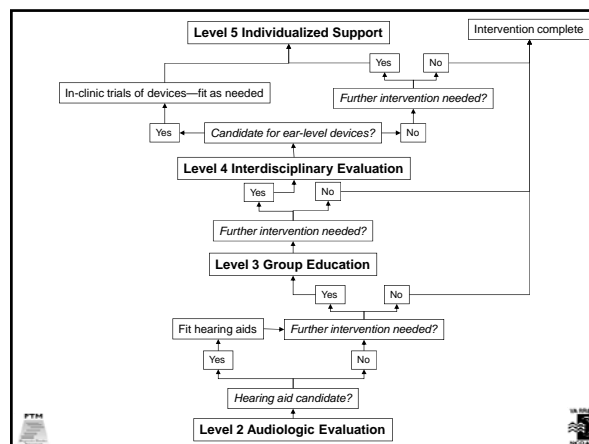 Level 5 Individualized Support
Intervention complete
Yes
No
In-clinic trials of devices—fit as needed
Further intervention needed?
Yes
Candidate for ear-level devices?
No
Level 4 Interdisciplinary Evaluation
Yes
No
Further intervention needed?
Level 3 Group Education
Yes
No
Fit hearing aids
Further intervention needed?
Yes
No
Hearing aid candidate?
PTM
Level 2 Audiologic Evaluation